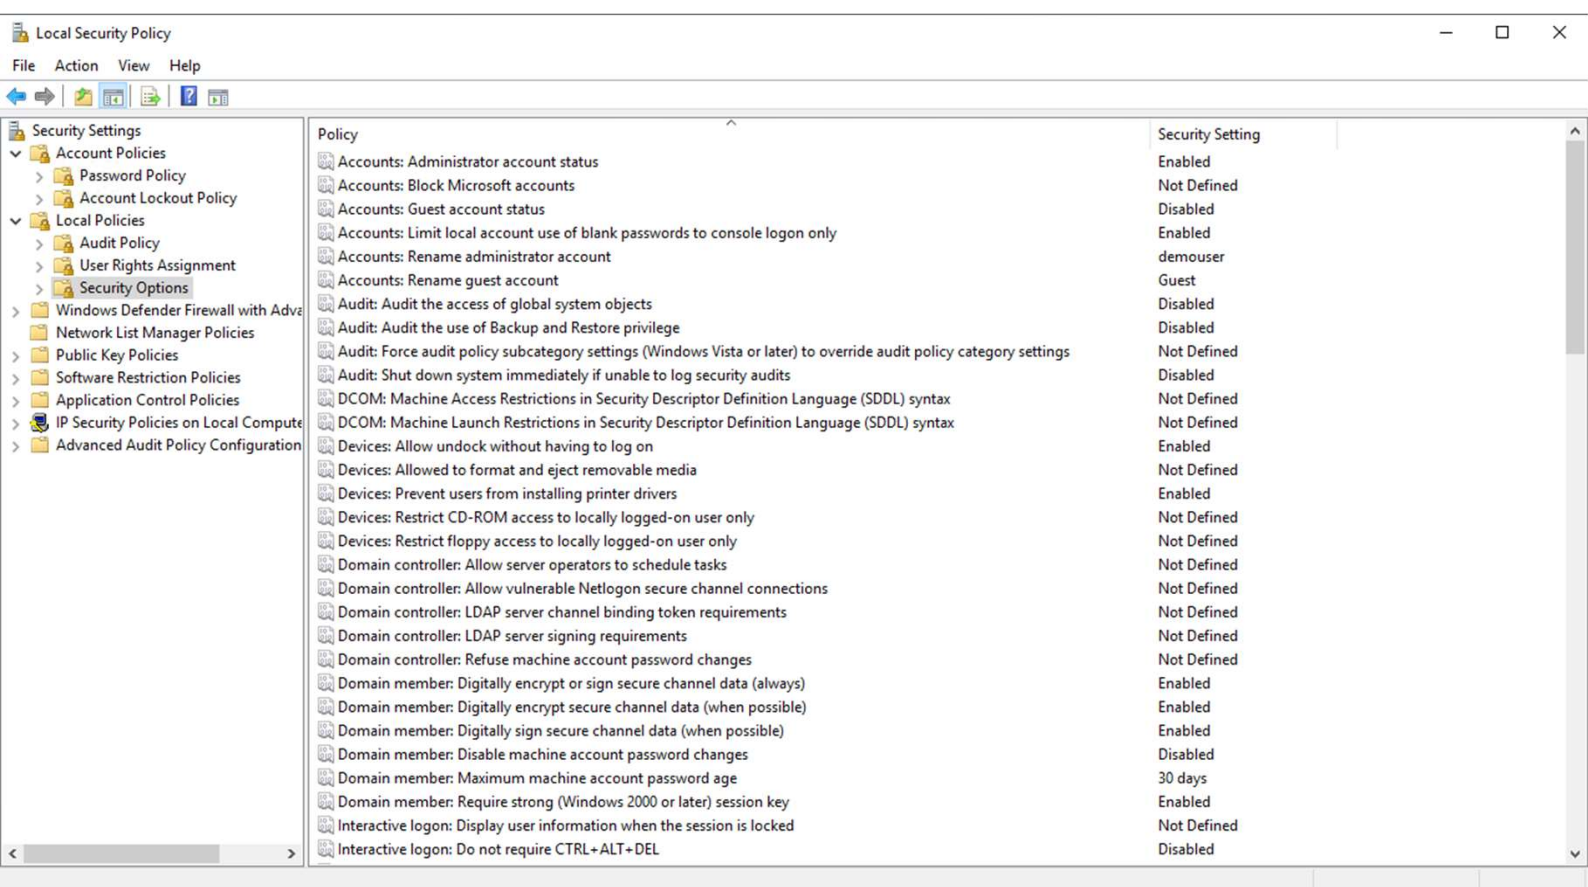 Local Security Policy
File Action View Help
Security Settings
Account Policies
Password Policy
Account Lockout Policy
Local Policies
Audit Policy
User Rights Assignment
Security Options
Windows Defender Firewall with Adva
Network List Manager Policies
Public Key Policies
Software Restriction Policies
Application Control Policies
IP Security Policies on Local Compute
Advanced Audit Policy Configuration
Policy Security Setting
Accounts: Administrator account status Enabled
Accounts: Block Microsoft accounts Not Defined
Accounts: Guest account status Disabled
Accounts: Limit local account use of blank passwords to console logon only Enabled
Accounts: Rename administrator account demouser
Accounts: Rename guest account Guest
Audit: Audit the access of global system objects Disabled
Audit: Audit the use of Backup and Restore privilege Disabled
Audit: Force audit policy subcategory settings (Windows Vista or later) to override audit policy category settings Not Defined
Audit: Shut down system immediately if unable to log security audits Disabled
DCOM: Machine Access Restrictions in Security Descriptor Definition Language (SDDL) syntax Not Defined
DCOM: Machine Launch Restrictions in Security Descriptor Definition Language (SDDL) syntax Not Defined
Devices: Allow undock without having to log on Enabled
Devices: Allowed to format and eject removable media Not Defined
Devices: Prevent users from installing printer drivers Enabled
Devices: Restrict CD-ROM access to locally logged-on user only Not Defined
Devices: Restrict floppy access to locally logged-on user only Not Defined
Domain controller: Allow server operators to schedule tasks Not Defined
Domain controller: Allow vulnerable Netlogon secure channel connections Not Defined
Domain controller: LDAP server channel binding token requirements Not Defined
Domain controller: LDAP server signing requirements Not Defined
Domain controller: Refuse machine account password changes Not Defined
Domain member: Digitally encrypt or sign secure channel data (always) Enabled
Domain member: Digitally encrypt secure channel data (when possible) Enabled
Domain member: Digitally sign secure channel data (when possible) Enabled
Domain member: Disable machine account password changes Disabled
Domain member: Maximum machine account password age 30 days
Domain member: Require strong (Windows 2000 or later) session key Enabled
Interactive logon: Display user information when the session is locked Not Defined
Interactive logon: Do not require CTRL+ALT+DEL Disabled